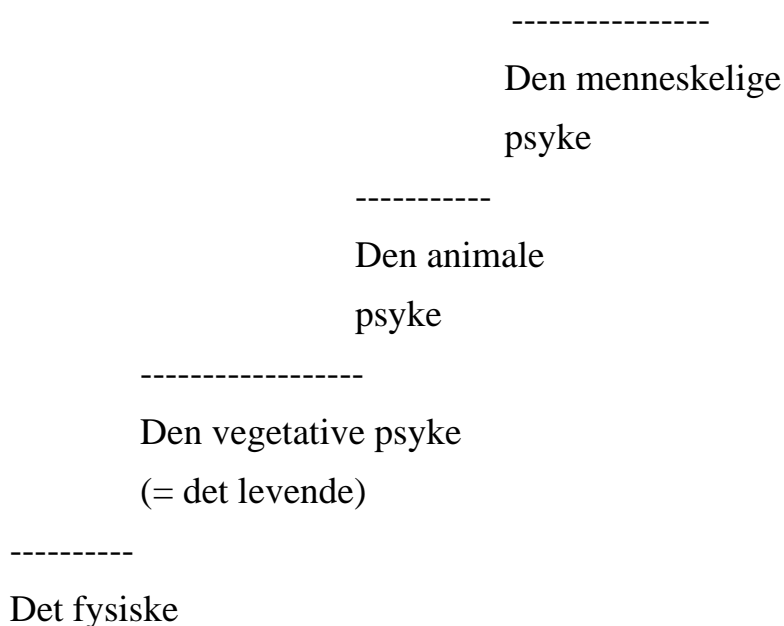 ----------------
Den menneskelige
psyke
-----------
Den animale
psyke
------------------
Den vegetative psyke
(= det levende)
----------
Det fysiske